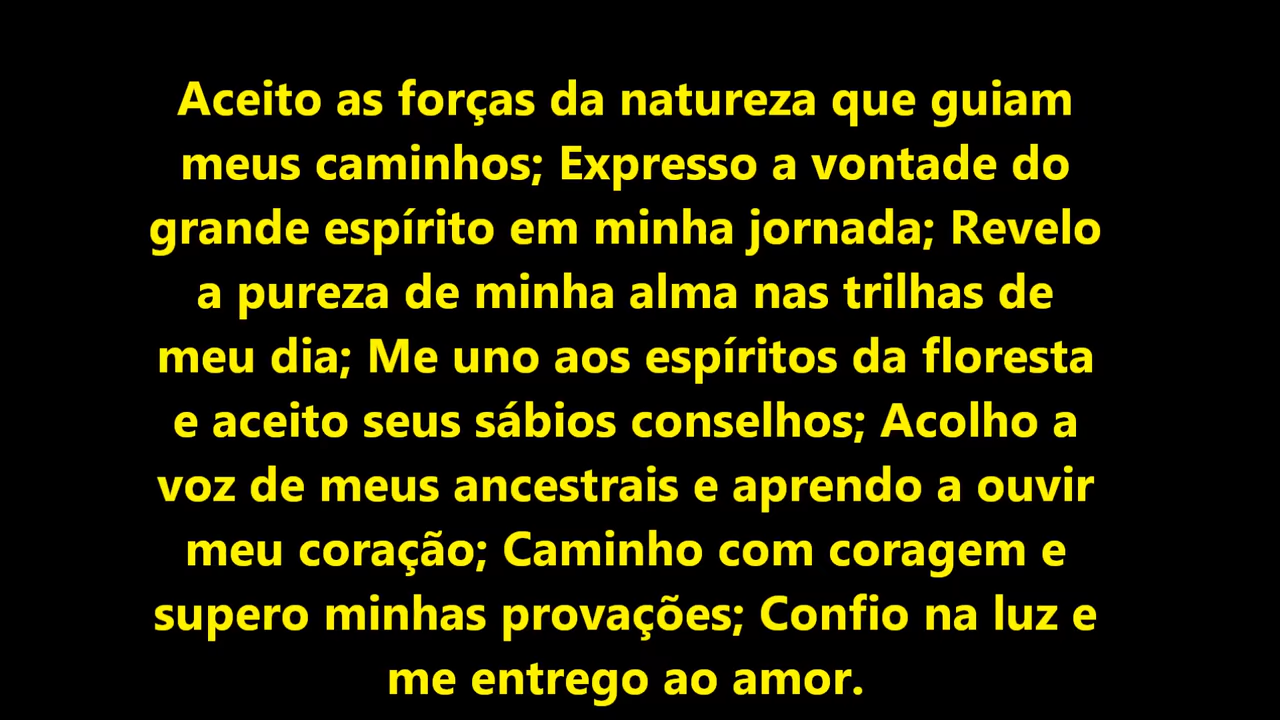 Aceito as forças da natureza que guiam
meus caminhos; Expresso a vontade do
grande espírito em minha jornada; Revelo
a pureza de minha alma nas trilhas de
meu dia; Me uno aos espíritos da floresta
e aceito seus sábios conselhos; Acolho a
voz de meus ancestrais e aprendo a ouvir
meu coração; Caminho com coragem e
supero minhas provações; Confio na luz e
me entrego ao amor.